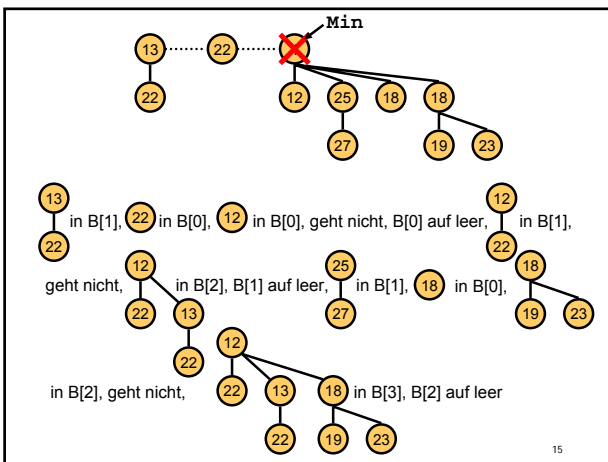 Min
13 22
22 12 25 18 18
27 19 23
13 12
in B[1], 22 in B[0], 12 in B[0], geht nicht, B[0] auf leer, in B[1],
22 22
12 25 18
geht nicht, in B[2], B[1] auf leer, in B[1], 18 in B[0],
22 13 27 19 23
22
12
in B[2], geht nicht, 22 13 18 in B[3], B[2] auf leer
22 19 23
15